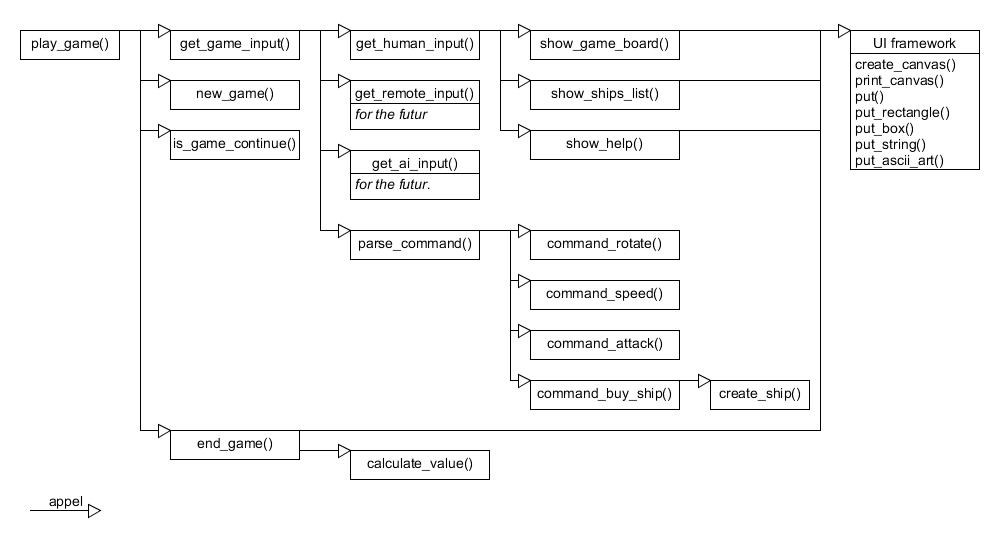 play_game()
get_game_input()
get_human_input()
show_game_board()
UI framework
create_canvas()
print_canvas()
put()
put_rectangle()
put_box()
put_string()
put_ascii_art()
new_game()
get_remote_input()
for the futur
show_ships_list()
is_game_continue()
show_help()
get_ai_input()
for the futur.
parse_command()
command_rotate()
command_speed()
command_attack()
command_buy_ship()
create_ship()
end_game()
calculate_value()
appel